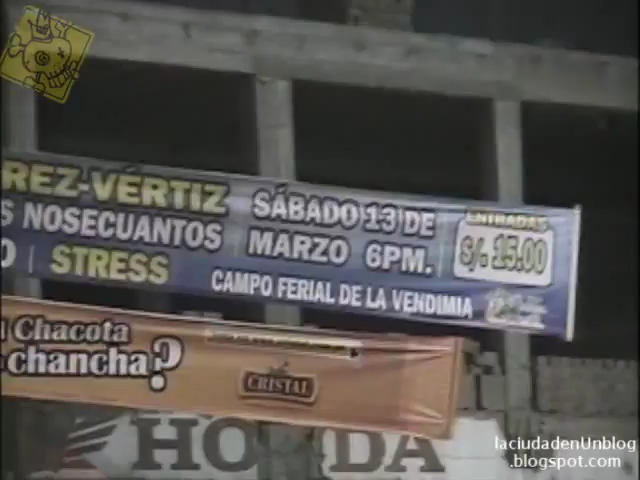 REZ-VÉRTIZ
S NOSECUANTOS
O | STRESS
SÁBADO 13 DE
MARZO 6PM.
CAMPO FERIAL DE LA VENDIMIA
ENTRADAS
S/. 15.00
Chacota
chancha?
CRISTAL
HONDA
laciudadenUnblog
.blogspot.com